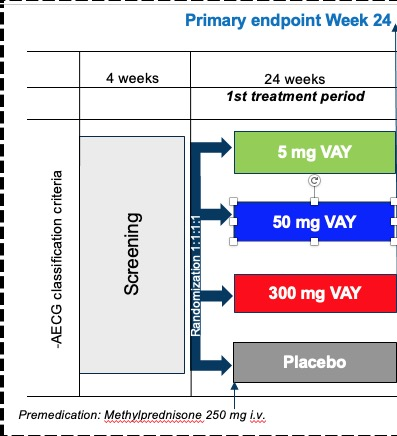 Primary endpoint Week 24
4 weeks
24 weeks
1st treatment period
-AECG classification criteria
Screening
Randomization 1:1:1:1
5 mg VAY
50 mg VAY
300 mg VAY
Placebo
Premedication: Methylprednisone 250 mg i.v.